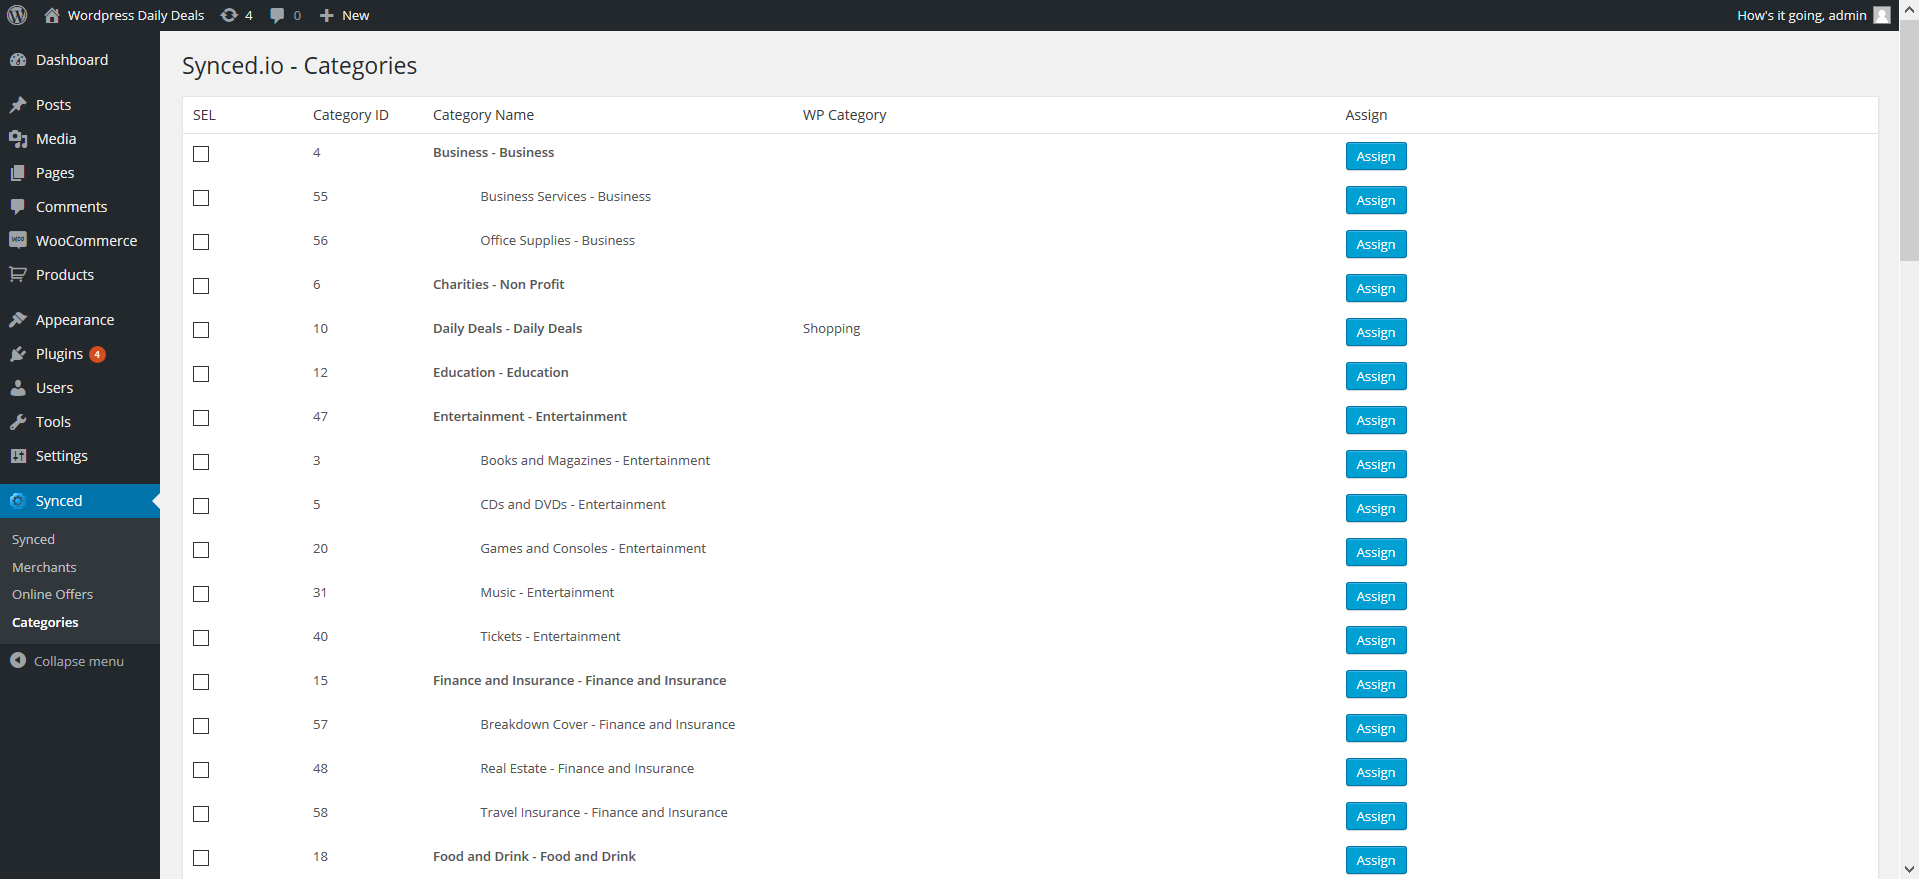 Wordpress Daily Deals 4 0 New How's it going, admin
Dashboard
Posts
Media
Pages
Comments
WooCommerce
Products
Appearance
Plugins 4
Users
Tools
Settings
Synced
Synced
Merchants
Online Offers
Categories
Collapse menu
Synced.io - Categories
SEL Category ID Category Name WP Category Assign
4 Business - Business Assign
55 Business Services - Business Assign
56 Office Supplies - Business Assign
6 Charities - Non Profit Assign
10 Daily Deals - Daily Deals Shopping Assign
12 Education - Education Assign
47 Entertainment - Entertainment Assign
3 Books and Magazines - Entertainment Assign
5 CDs and DVDs - Entertainment Assign
20 Games and Consoles - Entertainment Assign
31 Music - Entertainment Assign
40 Tickets - Entertainment Assign
15 Finance and Insurance - Finance and Insurance Assign
57 Breakdown Cover - Finance and Insurance Assign
48 Real Estate - Finance and Insurance Assign
58 Travel Insurance - Finance and Insurance Assign
18 Food and Drink - Food and Drink Assign